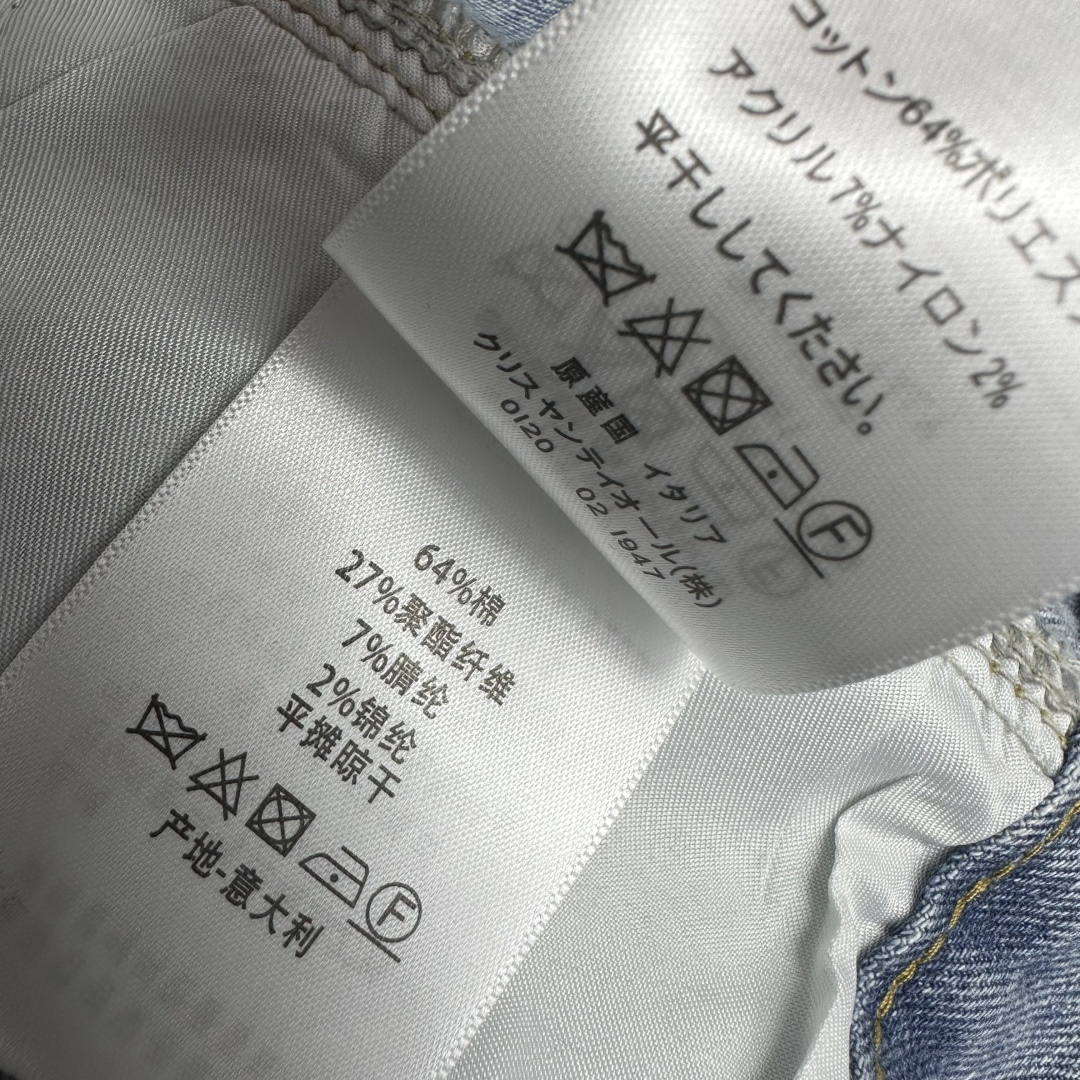 コットン64%ポリエス
アクリル7%ナイロン2%
平干ししてください。
F
原産国 イタリア
クリスヤンテイオール(株)
0120 02 1947
64%棉
27%聚酯纤维
7%腈纶
2%锦纶
平摊晾干
F
产地-意大利